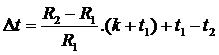 Δt = (R₂ − R₁)/R₁ .(k + t₁) + t₁ − t₂